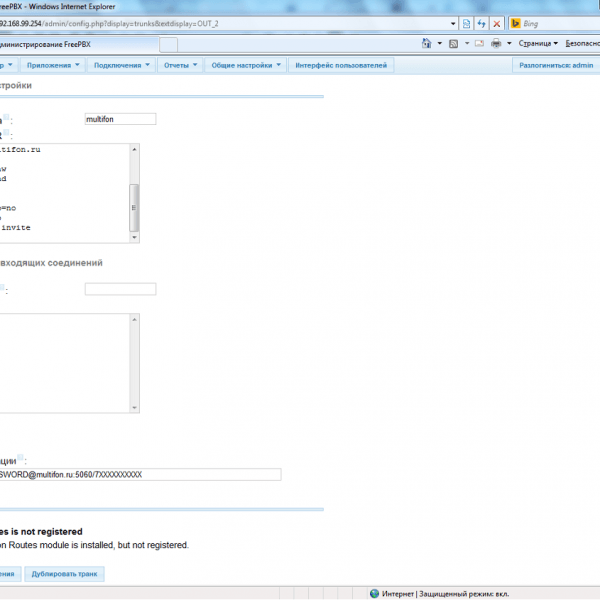 reePBX - Windows Internet Explorer
92.168.99.254/admin/config.php?display=trunks&extdisplay=OUT_2
Bing
дминистрирование FreePBX
Страница
Безопасно
р Приложения Подключения Отчеты Общие настройки Интерфейс пользователей Разлогиниться: admin
стройки
: multifon
:
tifon.ru
w
d
=no
invite
входящих соединений
:
ции :
SWORD@multifon.ru:5060/7XXXXXXXXXX
es is not registered
on Routes module is installed, but not registered.
ения Дублировать транк
Интернет | Защищенный режим: вкл.